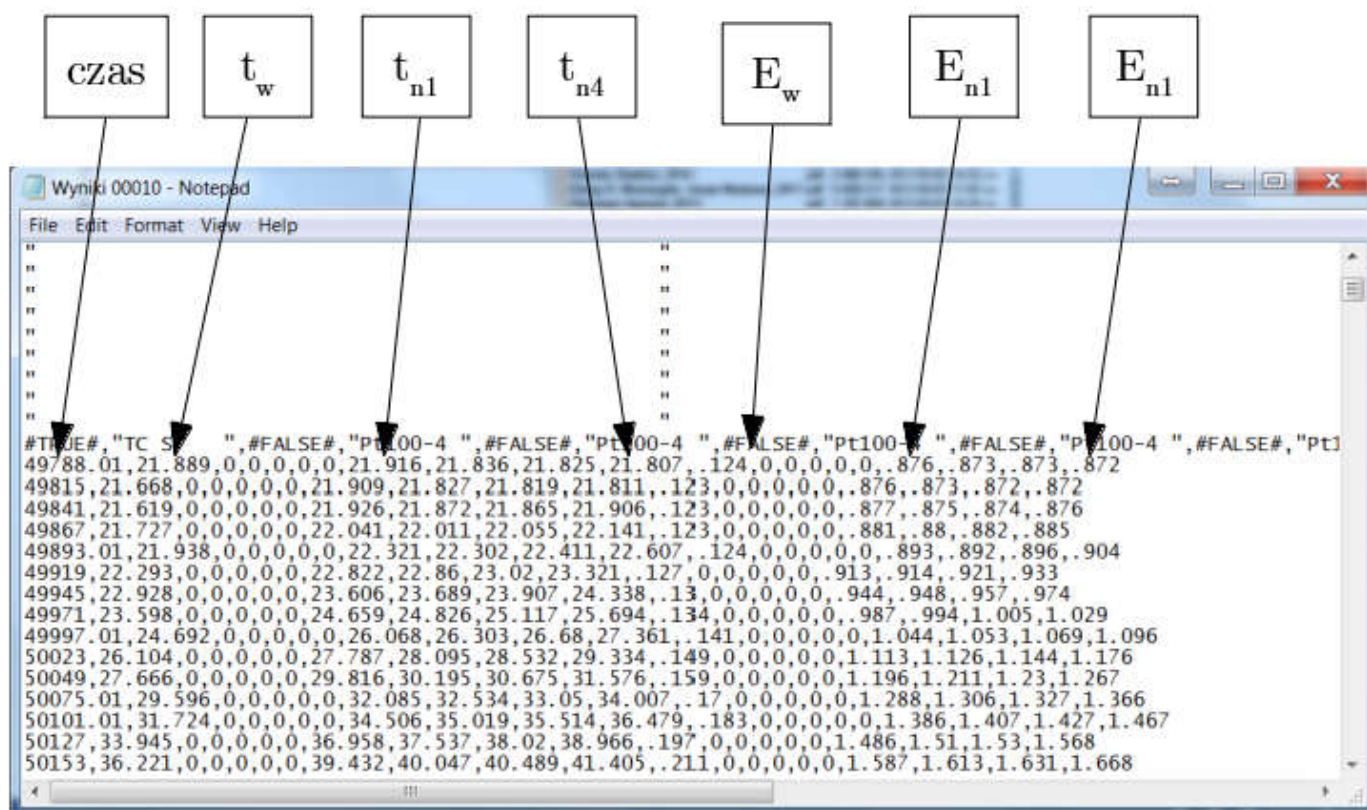 czas
t_w
t_n1
t_n4
E_w
E_n1
E_n1
Wyniki 00010 - Notepad
File Edit Format View Help
" "
" "
" "
" "
" "
" "
" "
" "
" "
#TRUE#,"TC S ",#FALSE#,"Pt100-4 ",#FALSE#,"Pt100-4 ",#FALSE#,"Pt100-4 ",#FALSE#,"Pt100-4 ",#FALSE#,"Pt1
49788.01,21.889,0,0,0,0,0,21.916,21.836,21.825,21.807,.124,0,0,0,0,0,.876,.873,.873,.872
49815,21.668,0,0,0,0,0,21.909,21.827,21.819,21.811,.123,0,0,0,0,0,.876,.873,.872,.872
49841,21.619,0,0,0,0,0,21.926,21.872,21.865,21.906,.123,0,0,0,0,0,.877,.875,.874,.876
49867,21.727,0,0,0,0,0,22.041,22.011,22.055,22.141,.123,0,0,0,0,0,.881,.88,.882,.885
49893.01,21.938,0,0,0,0,0,22.321,22.302,22.411,22.607,.124,0,0,0,0,0,.893,.892,.896,.904
49919,22.293,0,0,0,0,0,22.822,22.86,23.02,23.321,.127,0,0,0,0,0,.913,.914,.921,.933
49945,22.928,0,0,0,0,0,23.606,23.689,23.907,24.338,.13,0,0,0,0,0,.944,.948,.957,.974
49971,23.598,0,0,0,0,0,24.659,24.826,25.117,25.694,.134,0,0,0,0,0,.987,.994,1.005,1.029
49997.01,24.692,0,0,0,0,0,26.068,26.303,26.68,27.361,.141,0,0,0,0,0,1.044,1.053,1.069,1.096
50023,26.104,0,0,0,0,0,27.787,28.095,28.532,29.334,.149,0,0,0,0,0,1.113,1.126,1.144,1.176
50049,27.666,0,0,0,0,0,29.816,30.195,30.675,31.576,.159,0,0,0,0,0,1.196,1.211,1.23,1.267
50075.01,29.596,0,0,0,0,0,32.085,32.534,33.05,34.007,.17,0,0,0,0,0,1.288,1.306,1.327,1.366
50101.01,31.724,0,0,0,0,0,34.506,35.019,35.514,36.479,.183,0,0,0,0,0,1.386,1.407,1.427,1.467
50127,33.945,0,0,0,0,0,36.958,37.537,38.02,38.966,.197,0,0,0,0,0,1.486,1.51,1.53,1.568
50153,36.221,0,0,0,0,0,39.432,40.047,40.489,41.405,.211,0,0,0,0,0,1.587,1.613,1.631,1.668